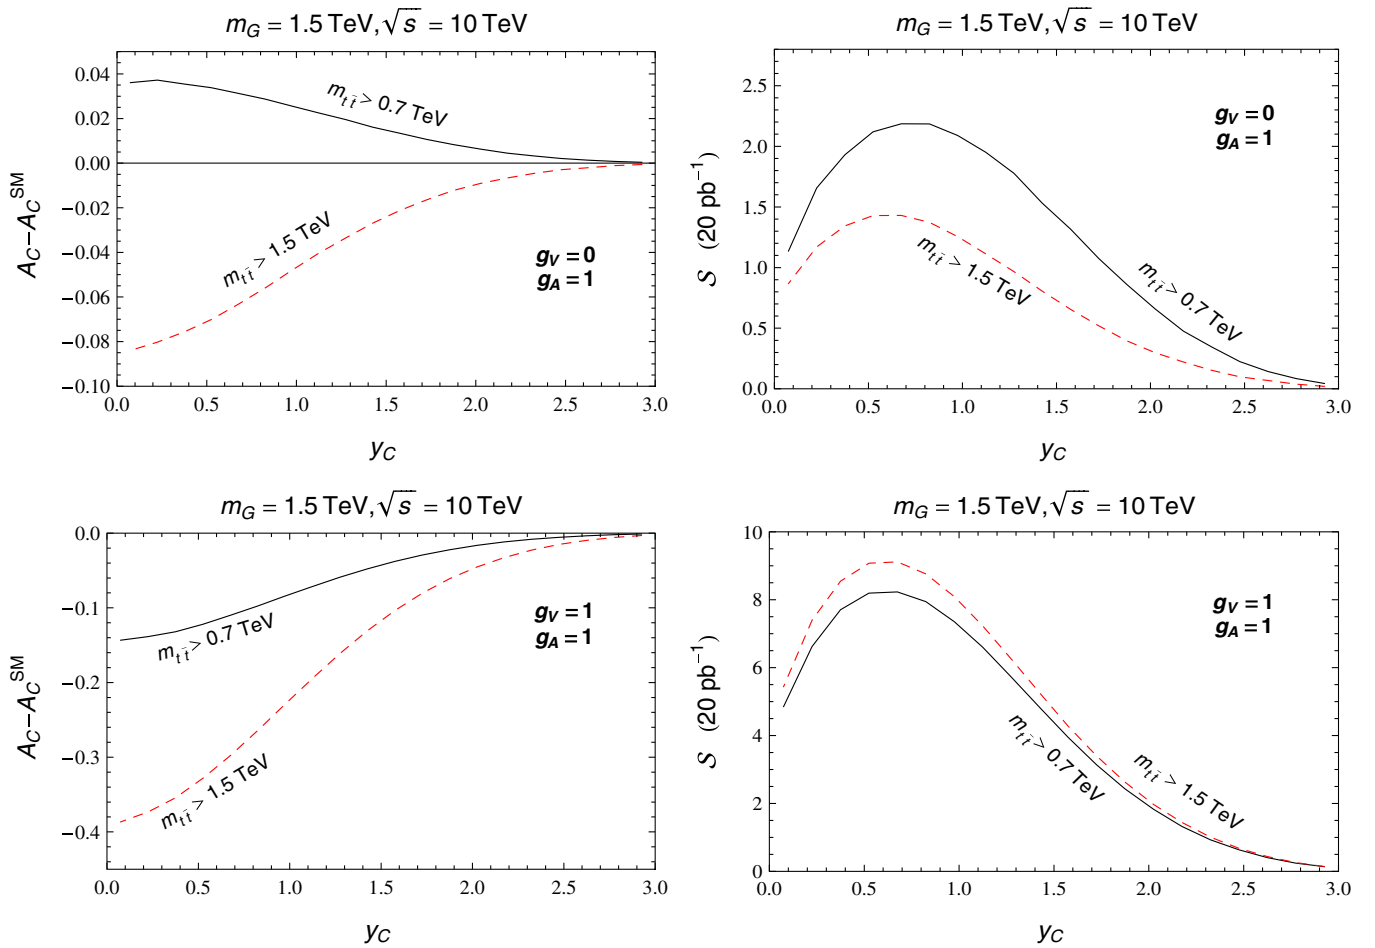 m_G = 1.5 TeV, √s = 10 TeV
A_C−A_C^SM
0.04
0.02
0.00
−0.02
−0.04
−0.06
−0.08
−0.10
m_tt̄ > 0.7 TeV
m_tt̄ > 1.5 TeV
g_V = 0
g_A = 1
0.0 0.5 1.0 1.5 2.0 2.5 3.0
y_C
m_G = 1.5 TeV, √s = 10 TeV
S (20 pb⁻¹)
2.5
2.0
1.5
1.0
0.5
0.0
g_V = 0
g_A = 1
m_tt̄ > 1.5 TeV
m_tt̄ > 0.7 TeV
0.0 0.5 1.0 1.5 2.0 2.5 3.0
y_C
m_G = 1.5 TeV, √s = 10 TeV
A_C−A_C^SM
0.0
−0.1
−0.2
−0.3
−0.4
m_tt̄ > 0.7 TeV
m_tt̄ > 1.5 TeV
g_V = 1
g_A = 1
0.0 0.5 1.0 1.5 2.0 2.5 3.0
y_C
m_G = 1.5 TeV, √s = 10 TeV
S (20 pb⁻¹)
10
8
6
4
2
0
g_V = 1
g_A = 1
m_tt̄ > 0.7 TeV
m_tt̄ > 1.5 TeV
0.0 0.5 1.0 1.5 2.0 2.5 3.0
y_C